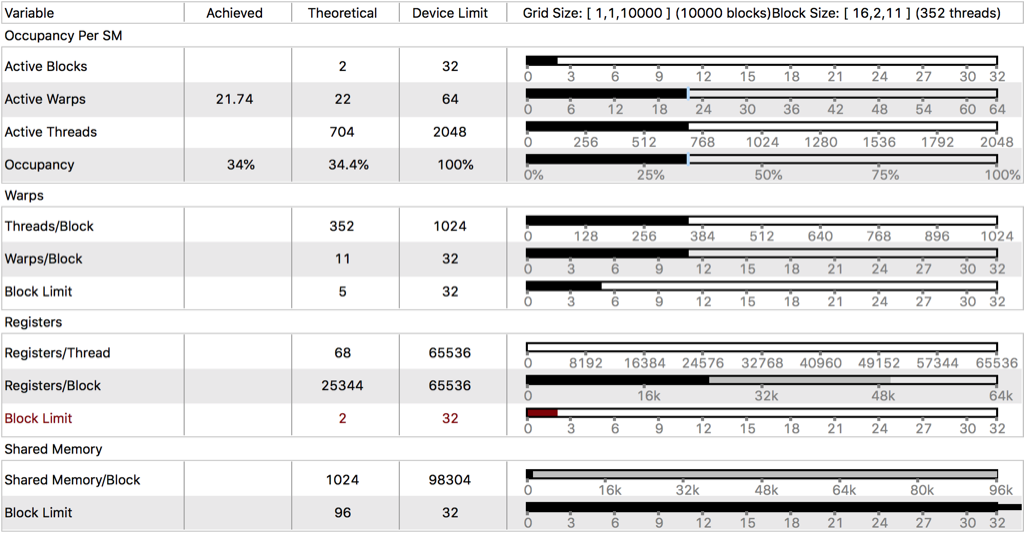 Variable Achieved Theoretical Device Limit Grid Size: [ 1,1,10000 ] (10000 blocks)Block Size: [ 16,2,11 ] (352 threads)
Occupancy Per SM
Active Blocks 2 32
0 3 6 9 12 15 18 21 24 27 30 32
Active Warps 21.74 22 64
0 6 12 18 24 30 36 42 48 54 60 64
Active Threads 704 2048
0 256 512 768 1024 1280 1536 1792 2048
Occupancy 34% 34.4% 100%
0% 25% 50% 75% 100%
Warps
Threads/Block 352 1024
0 128 256 384 512 640 768 896 1024
Warps/Block 11 32
0 3 6 9 12 15 18 21 24 27 30 32
Block Limit 5 32
0 3 6 9 12 15 18 21 24 27 30 32
Registers
Registers/Thread 68 65536
0 8192 16384 24576 32768 40960 49152 57344 65536
Registers/Block 25344 65536
0 16k 32k 48k 64k
Block Limit 2 32
0 3 6 9 12 15 18 21 24 27 30 32
Shared Memory
Shared Memory/Block 1024 98304
0 16k 32k 48k 64k 80k 96k
Block Limit 96 32
0 3 6 9 12 15 18 21 24 27 30 32